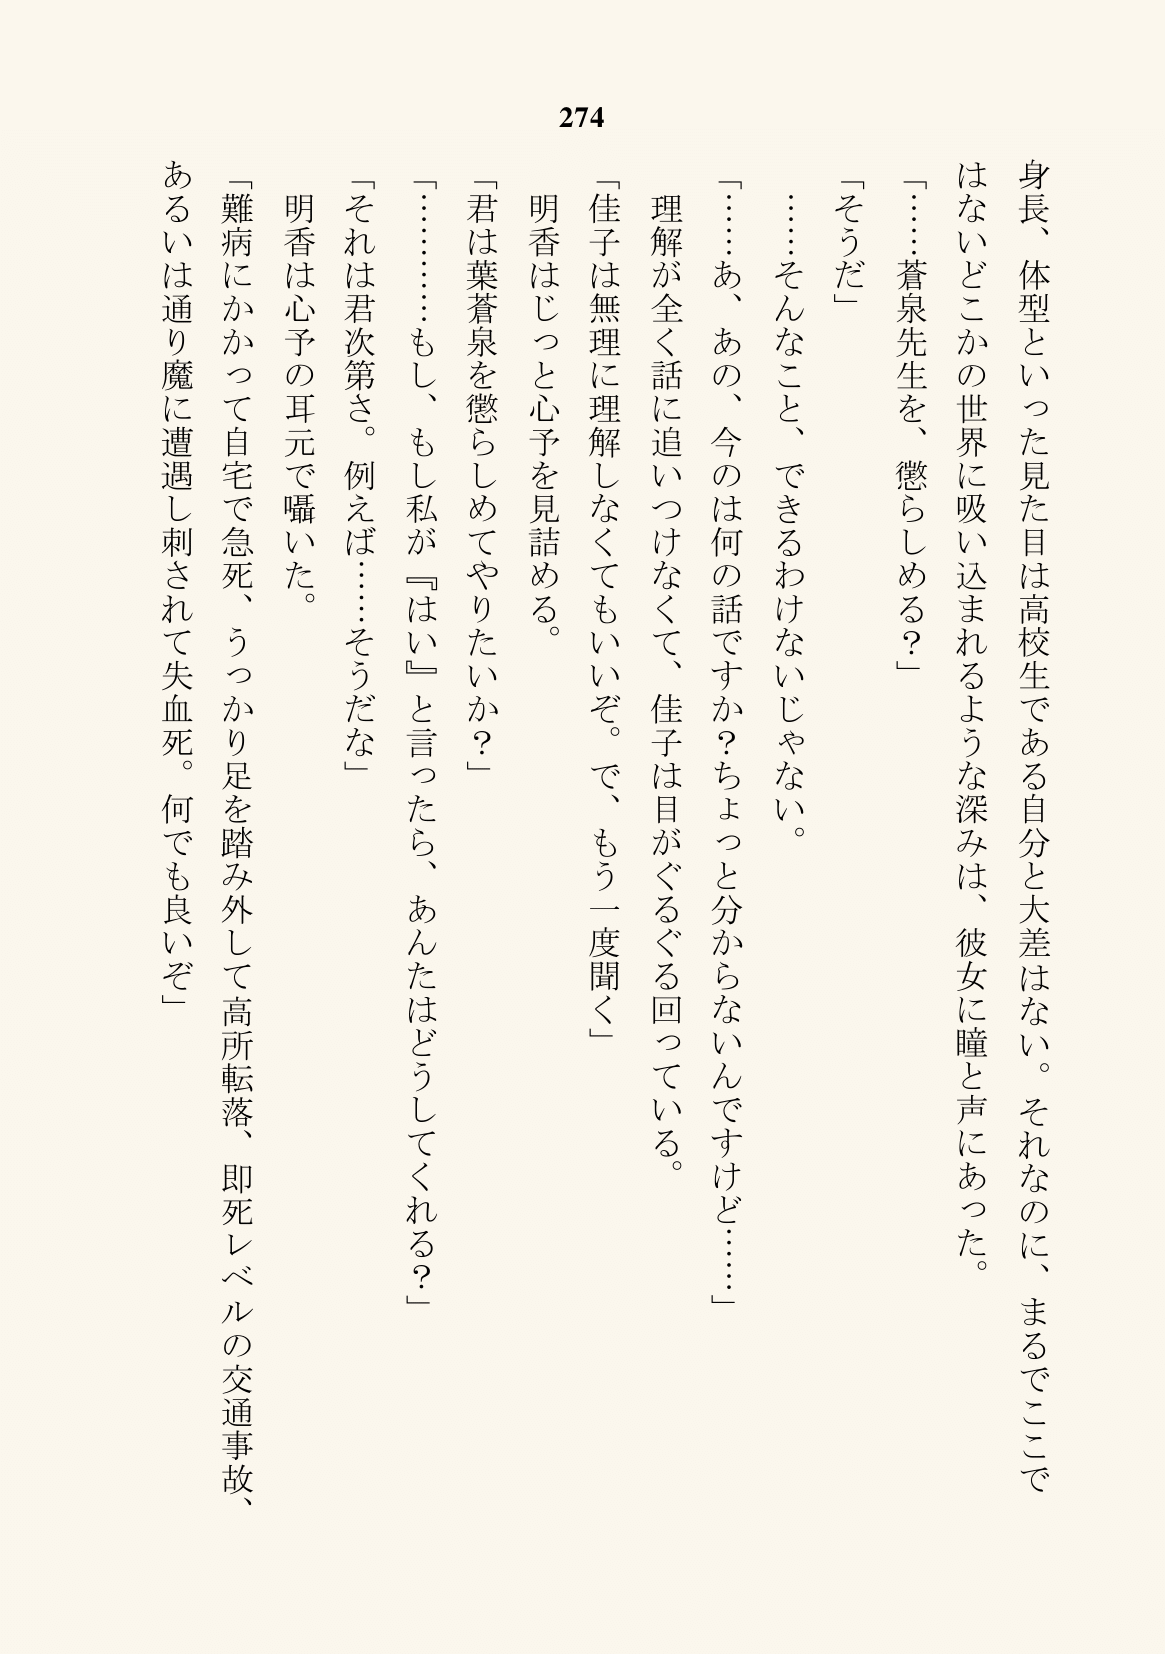 274
身長、体型といった見た目は高校生である自分と大差はない。それなのに、まるでここで
はないどこかの世界に吸い込まれるような深みは、彼女に瞳と声にあった。
「……蒼泉先生を、懲らしめる？」
「そうだ」
……そんなこと、できるわけないじゃない。
「……あ、あの、今のは何の話ですか？ちょっと分からないんですけど……」
理解が全く話に追いつけなくて、佳子は目がぐるぐる回っている。
「佳子は無理に理解しなくてもいいぞ。で、もう一度聞く」
明香はじっと心予を見詰める。
「君は葉蒼泉を懲らしめてやりたいか？」
「…………もし、もし私が『はい』と言ったら、あんたはどうしてくれる？」
「それは君次第さ。例えば……そうだな」
明香は心予の耳元で囁いた。
「難病にかかって自宅で急死、うっかり足を踏み外して高所転落、即死レベルの交通事故、
あるいは通り魔に遭遇し刺されて失血死。何でも良いぞ」